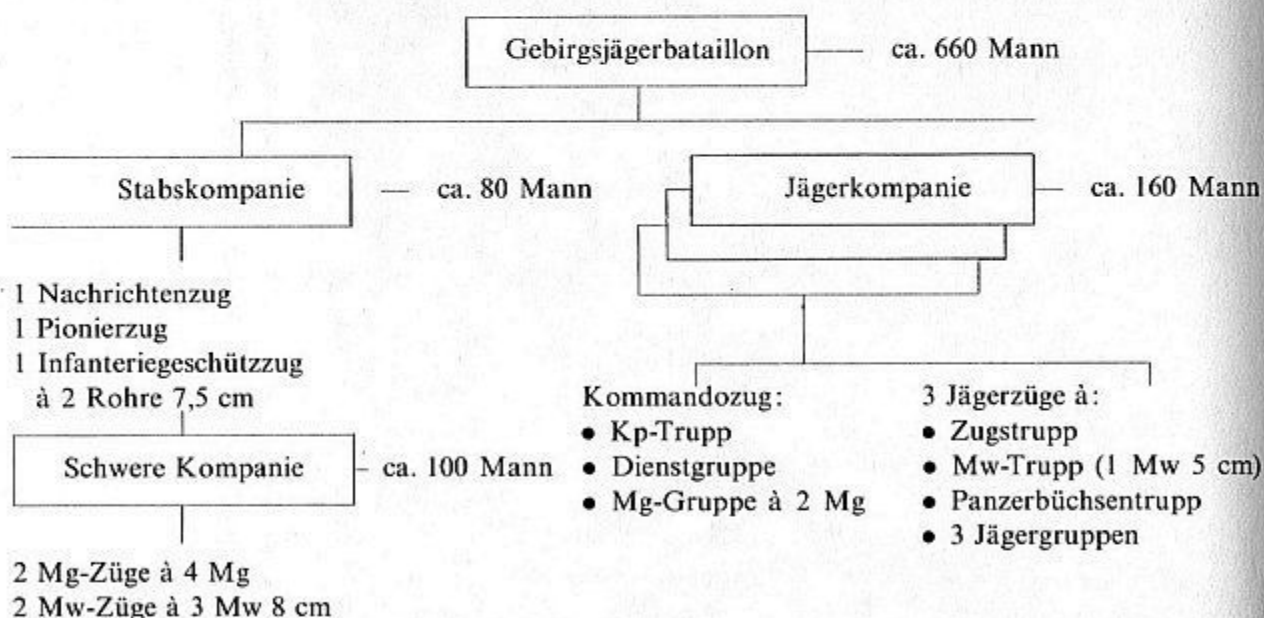 Gebirgsjägerbataillon
ca. 660 Mann
Stabskompanie
ca. 80 Mann
1 Nachrichtenzug
1 Pionierzug
1 Infanteriegeschützzug
à 2 Rohre 7,5 cm
Schwere Kompanie
ca. 100 Mann
2 Mg-Züge à 4 Mg
2 Mw-Züge à 3 Mw 8 cm
Jägerkompanie
ca. 160 Mann
Kommandozug:
• Kp-Trupp
• Dienstgruppe
• Mg-Gruppe à 2 Mg
3 Jägerzüge à:
• Zugstrupp
• Mw-Trupp (1 Mw 5 cm)
• Panzerbüchsentrupp
• 3 Jägergruppen